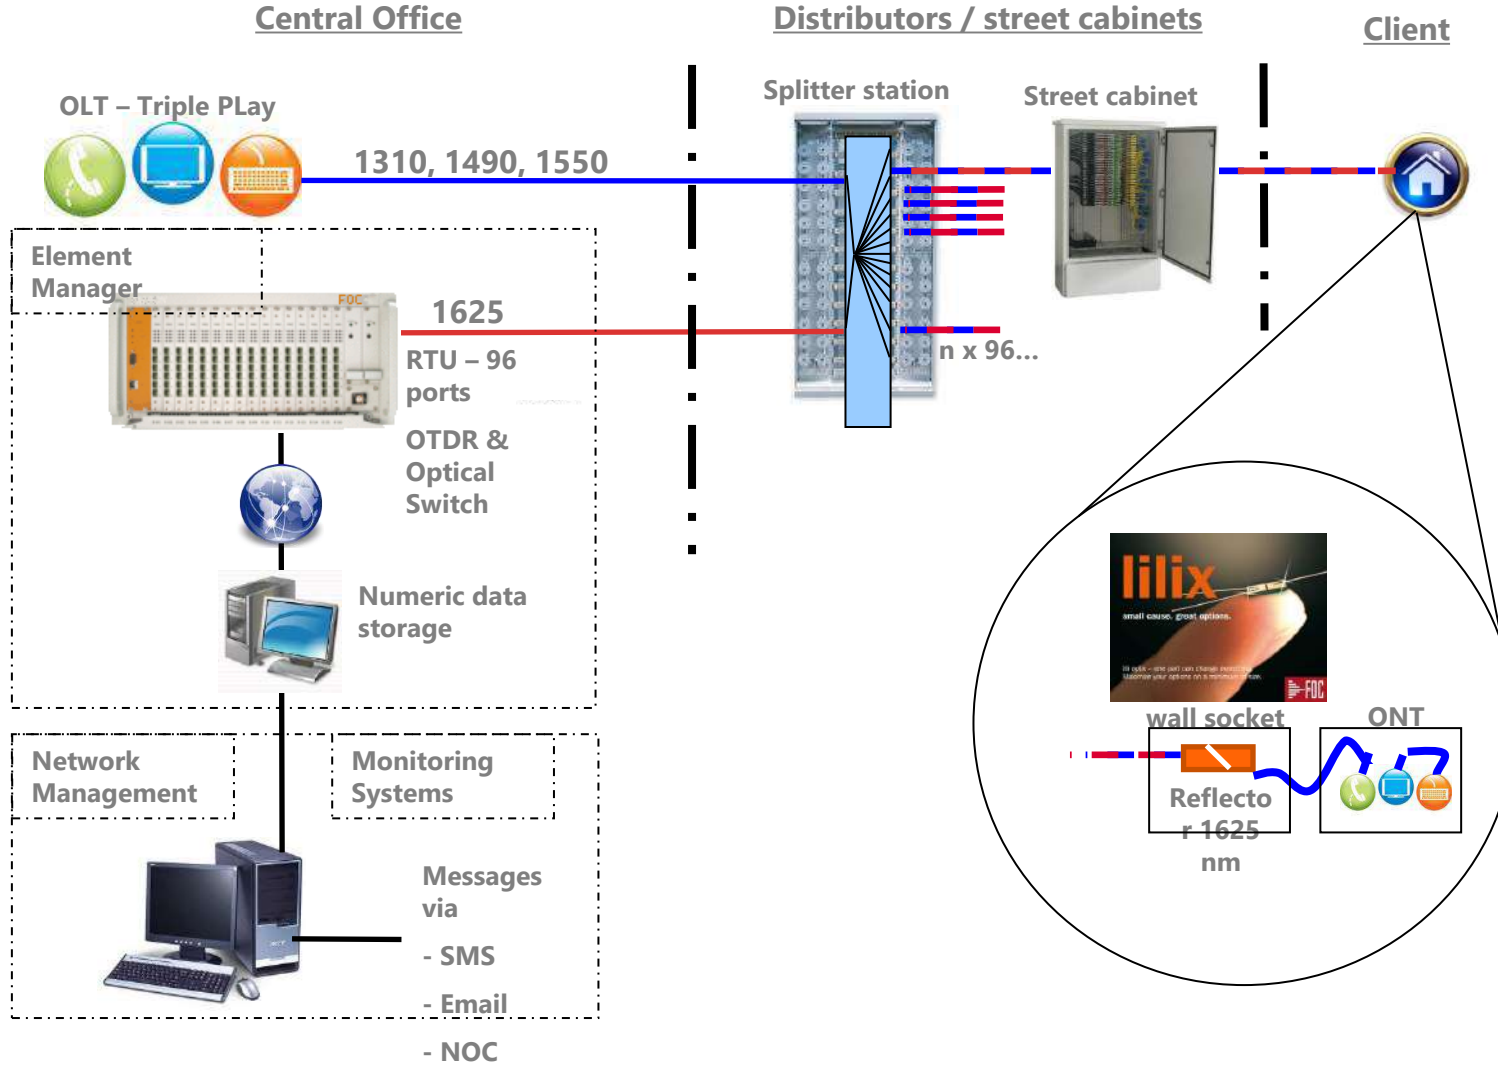 Central Office
Distributors / street cabinets
Client
OLT – Triple PLay
Splitter station
Street cabinet
1310, 1490, 1550
Element
Manager
FOC
1625
RTU – 96
ports
n x 96...
OTDR &
Optical
Switch
Numeric data
storage
lilix
small cause. great options.
FOC
wall socket
ONT
Reflecto
r 1625
nm
Network
Management
Monitoring
Systems
Messages
via
- SMS
- Email
- NOC